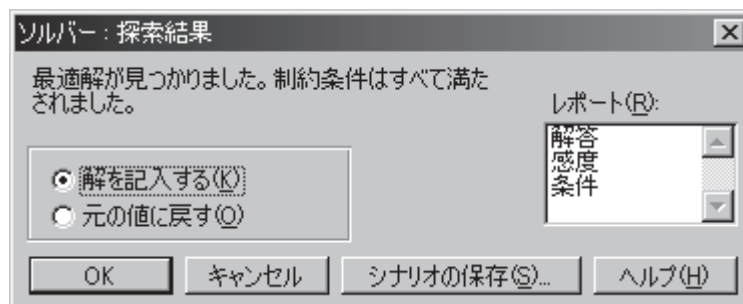 ソルバー：探索結果
最適解が見つかりました。制約条件はすべて満た
されました。
レポート(R):
解答
感度
条件
解を記入する(K)
元の値に戻す(O)
OK
キャンセル
シナリオの保存(S)...
ヘルプ(H)